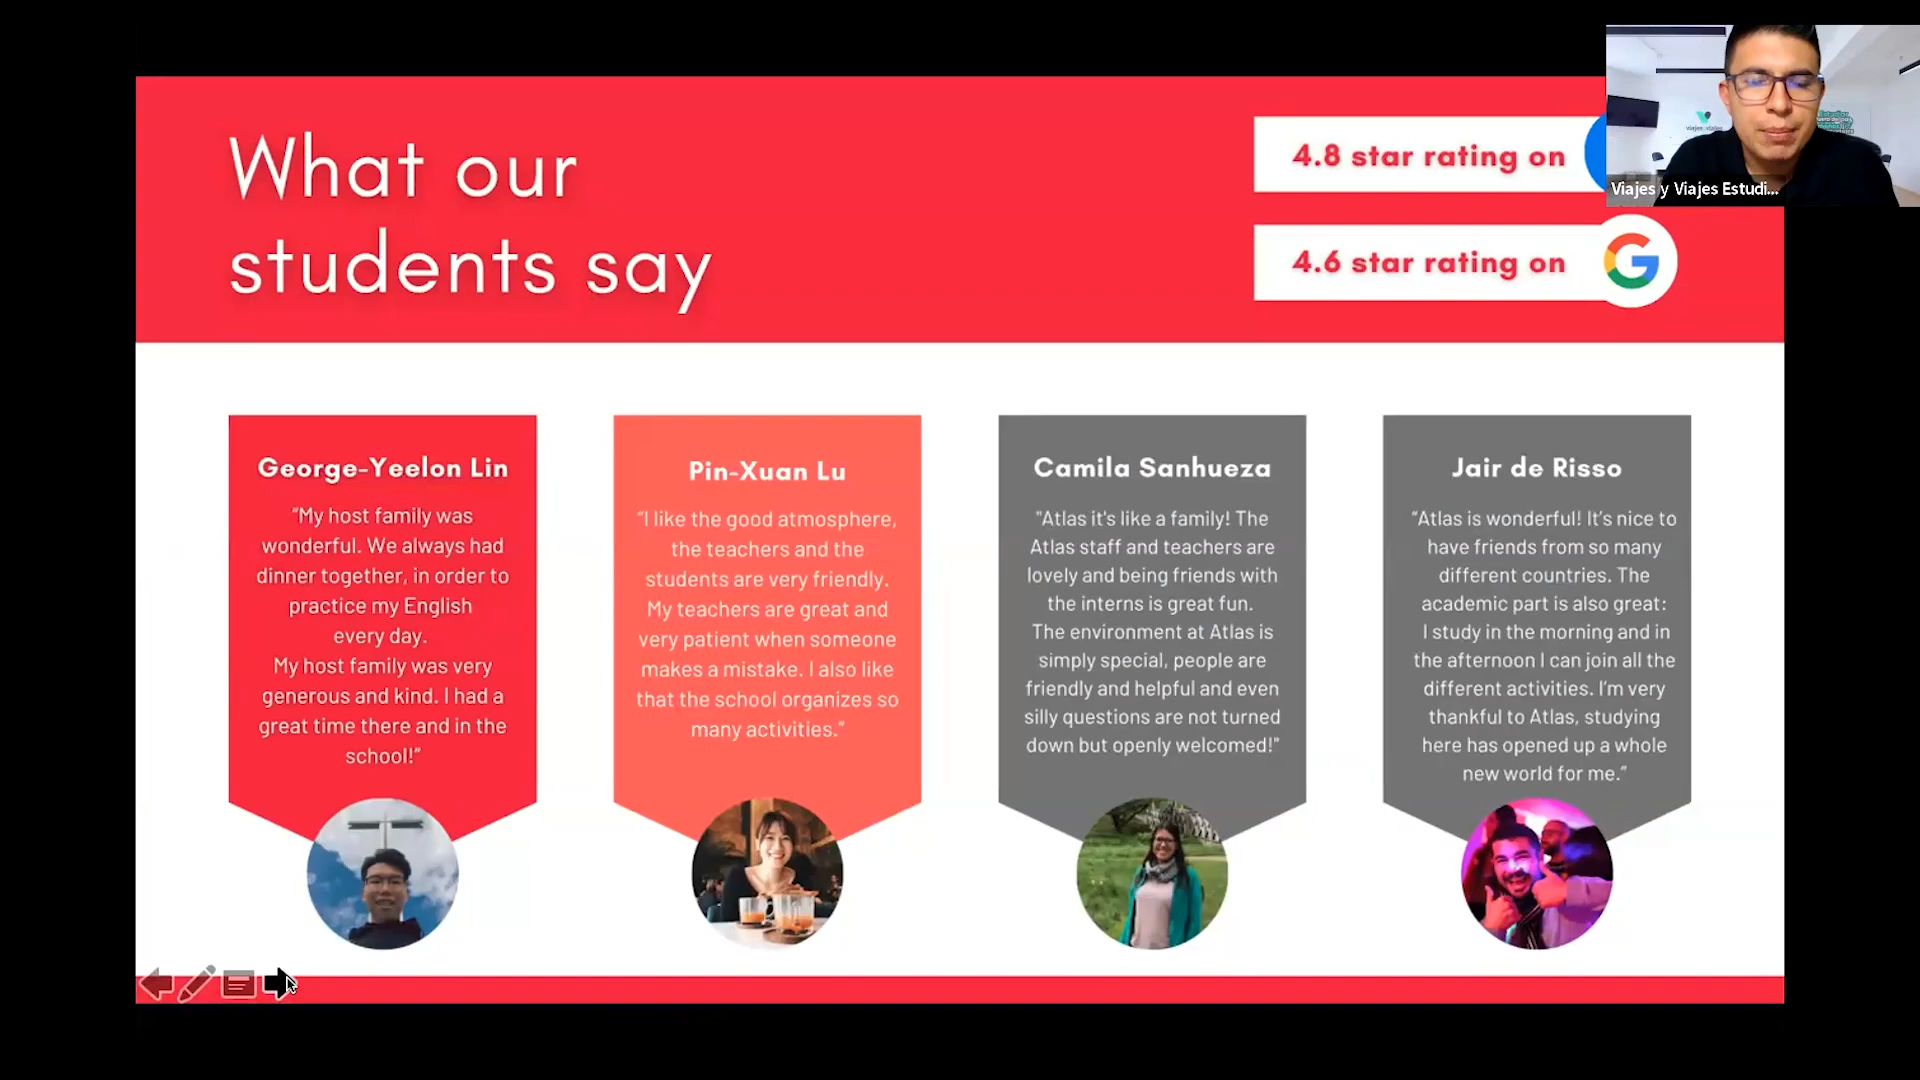 What our
students say
4.8 star rating on
4.6 star rating on
G
Viajes y Viajes Estudi...
George-Yeelon Lin
“My host family was
wonderful. We always had
dinner together, in order to
practice my English
every day.
My host family was very
generous and kind. I had a
great time there and in the
school!”
Pin-Xuan Lu
“I like the good atmosphere,
the teachers and the
students are very friendly.
My teachers are great and
very patient when someone
makes a mistake. I also like
that the school organizes so
many activities.”
Camila Sanhueza
"Atlas it's like a family! The
Atlas staff and teachers are
lovely and being friends with
the interns is great fun.
The environment at Atlas is
simply special, people are
friendly and helpful and even
silly questions are not turned
down but openly welcomed!"
Jair de Risso
“Atlas is wonderful! It’s nice to
have friends from so many
different countries. The
academic part is also great:
I study in the morning and in
the afternoon I can join all the
different activities. I’m very
thankful to Atlas, studying
here has opened up a whole
new world for me.”